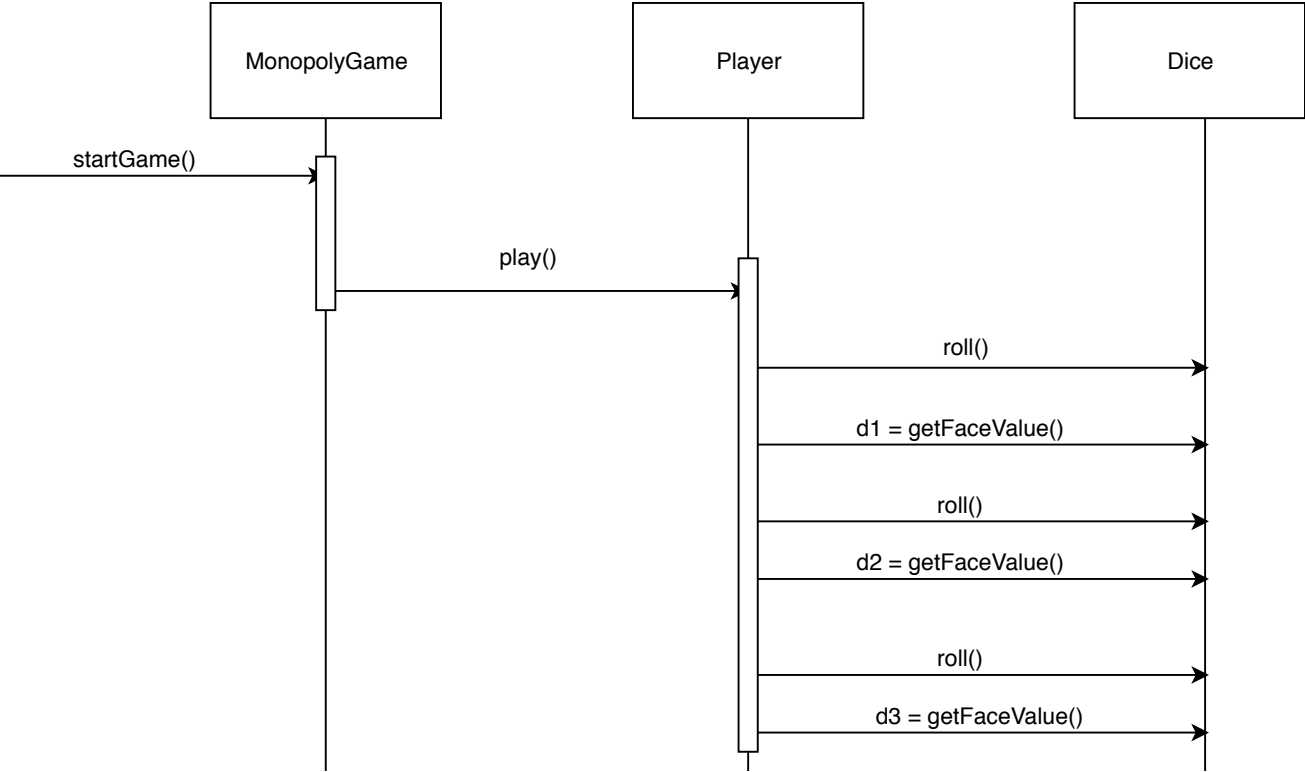 MonopolyGame
Player
Dice
startGame()
play()
roll()
d1 = getFaceValue()
roll()
d2 = getFaceValue()
roll()
d3 = getFaceValue()